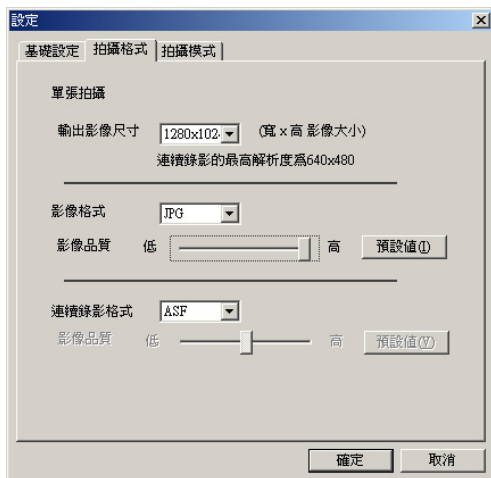 設定
基礎設定 拍攝格式 拍攝模式
單張拍攝
輸出影像尺寸 1280x102 (寬 x 高 影像大小)
連續錄影的最高解析度爲640x480
影像格式 JPG
影像品質 低 高 預設值(I)
連續錄影格式 ASF
影像品質 低 高 預設值(Y)
確定 取消